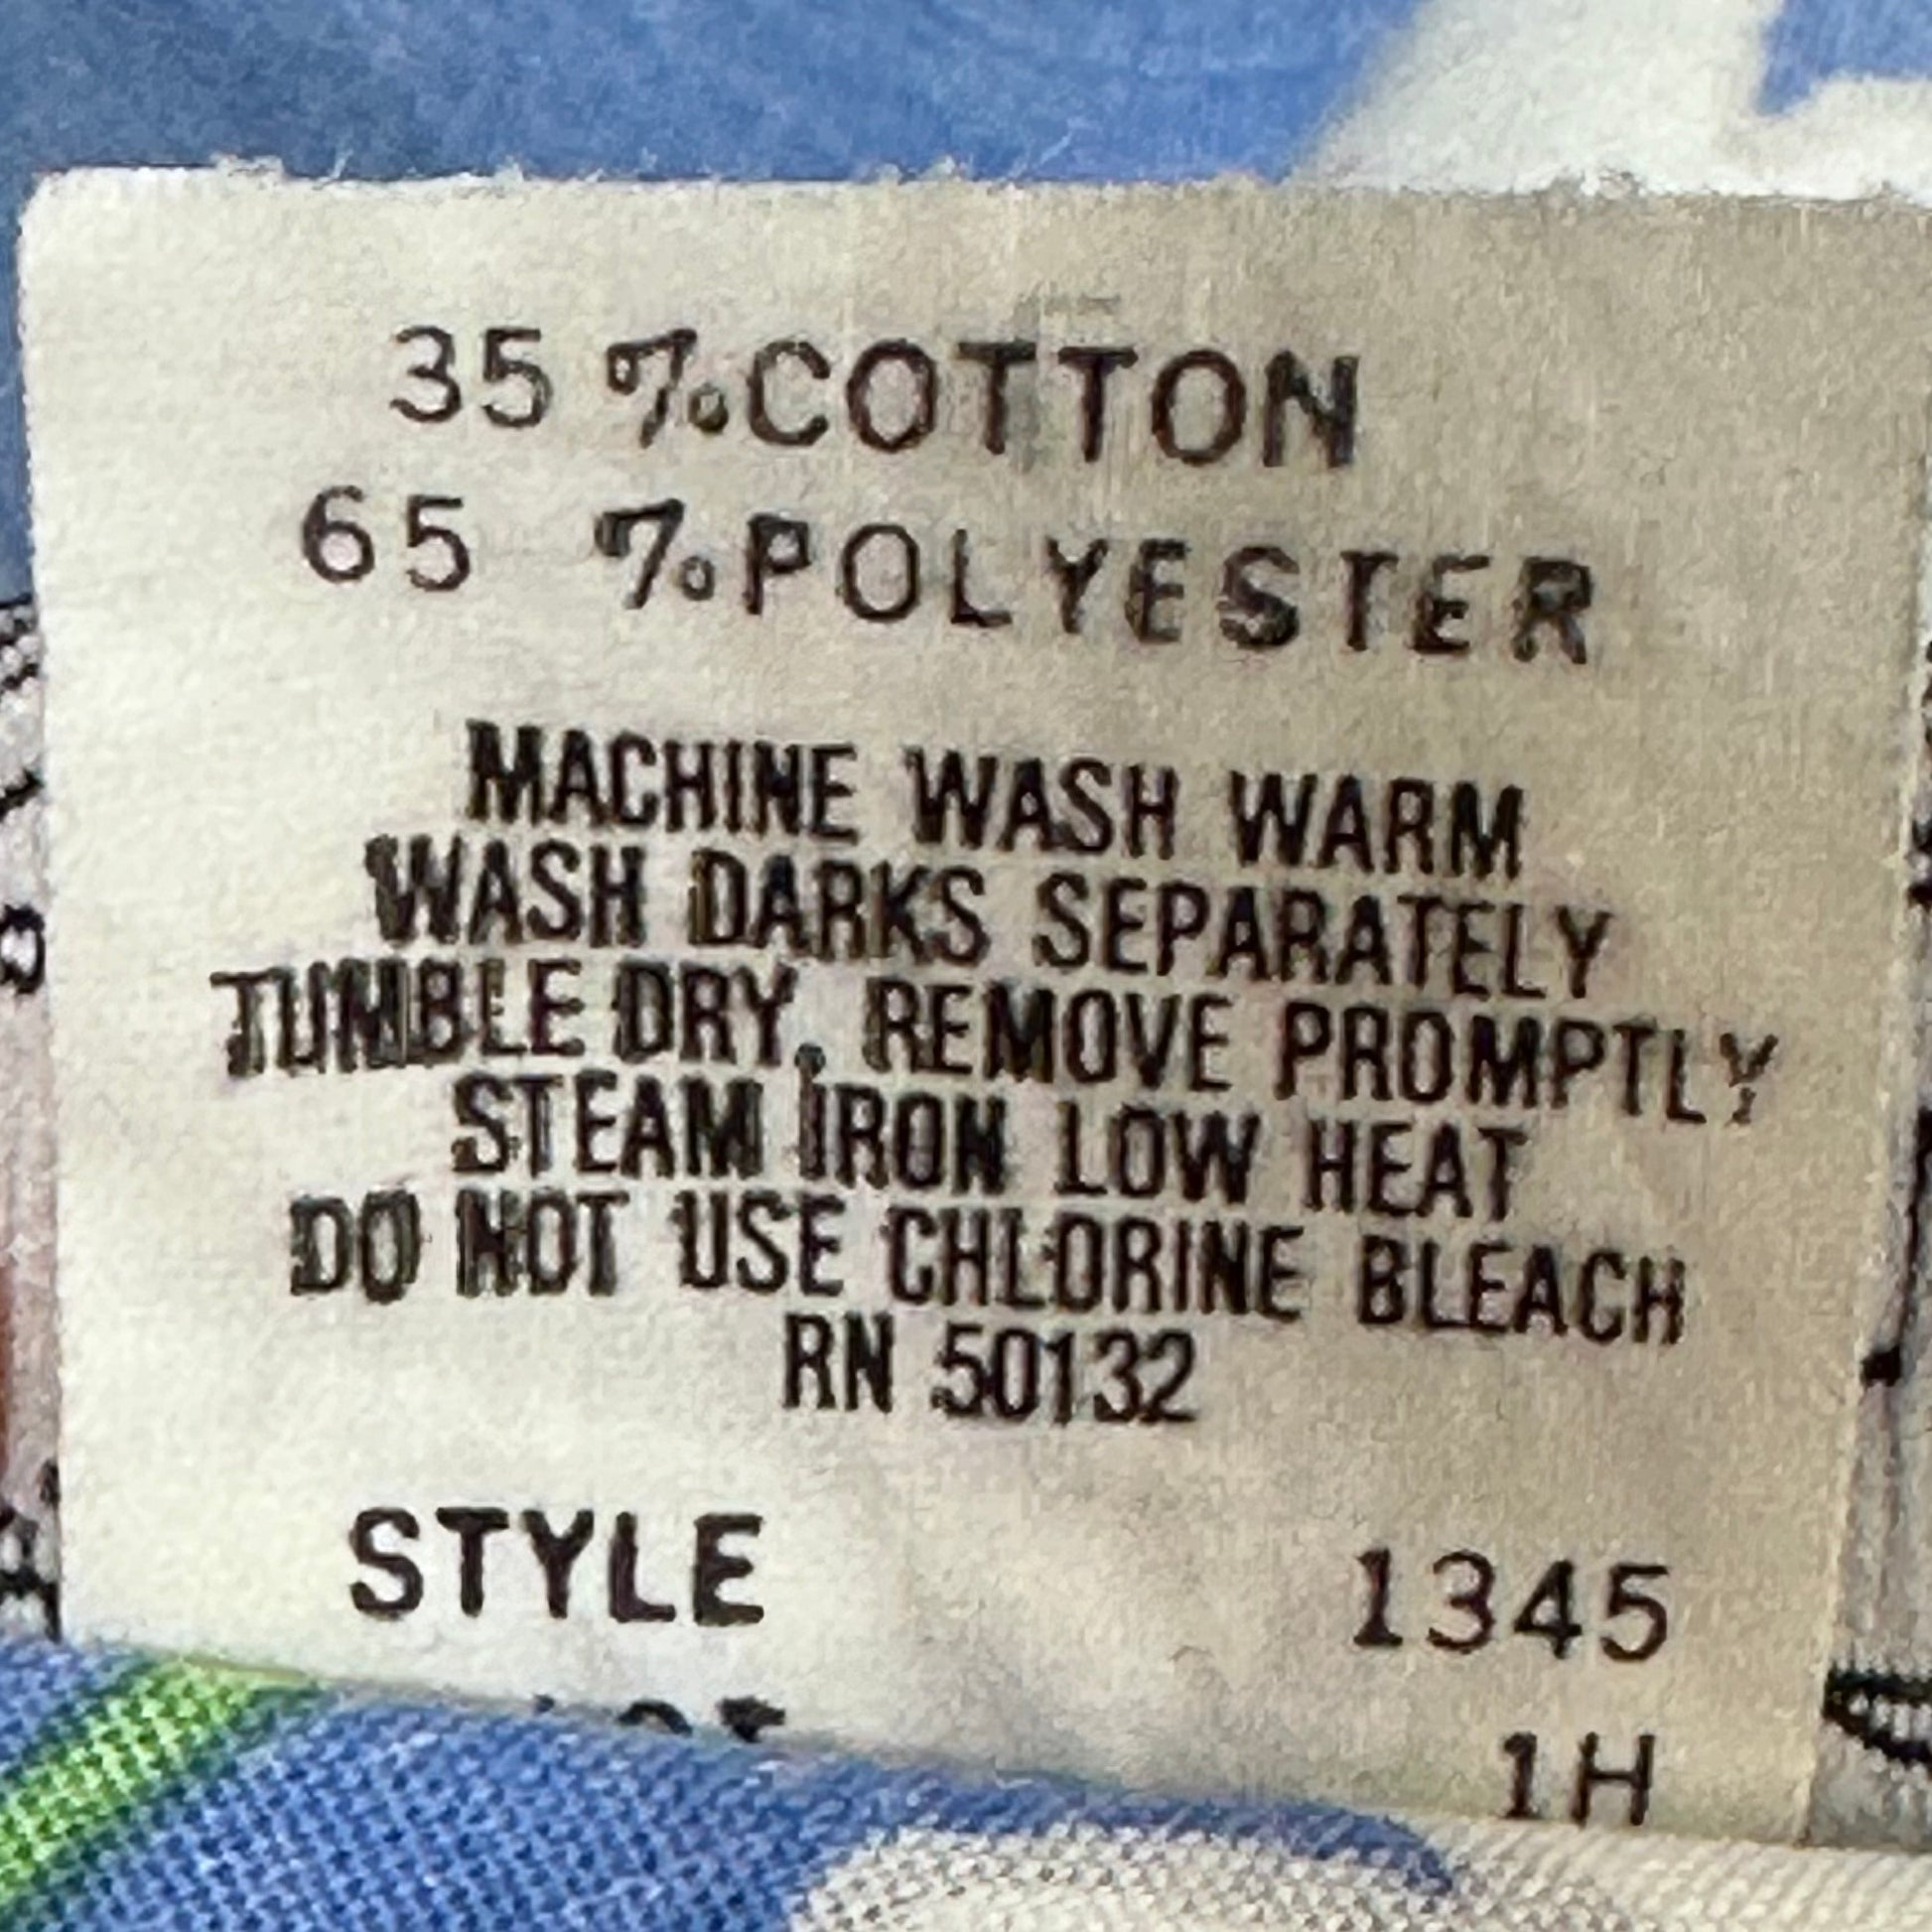 35 %COTTON
65 %POLYESTER
MACHINE WASH WARM
WASH DARKS SEPARATELY
TUMBLE DRY, REMOVE PROMPTLY
STEAM IRON LOW HEAT
DO NOT USE CHLORINE BLEACH
RN 50132
STYLE 1345
1H